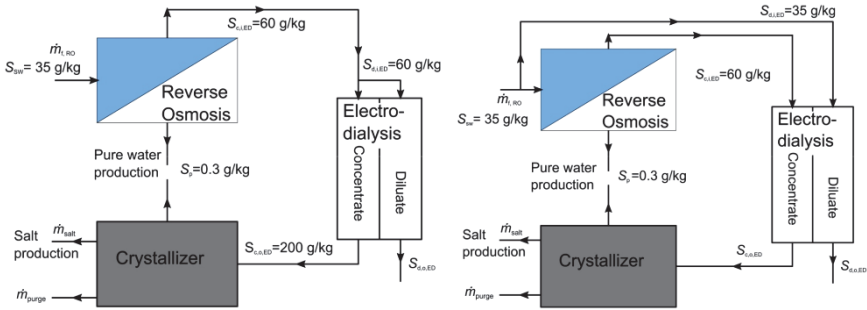 S_c,i,ED=60 g/kg
ṁ_f, RO
S_SW= 35 g/kg
S_d,i,ED=60 g/kg
Reverse
Osmosis
Electro-
dialysis
Concentrate
Diluate
Pure water
production
S_p=0.3 g/kg
Salt
production
ṁ_salt
Crystallizer
S_c,o,ED=200 g/kg
S_d,o,ED
ṁ_purge
S_d,i,ED=35 g/kg
S_c,i,ED=60 g/kg
ṁ_f, RO
S_sw= 35 g/kg
Reverse
Osmosis
Electro-
dialysis
Concentrate
Diluate
Pure water
production
S_p=0.3 g/kg
Salt
production
ṁ_salt
Crystallizer
S_c,o,ED
S_d,o,ED
ṁ_purge